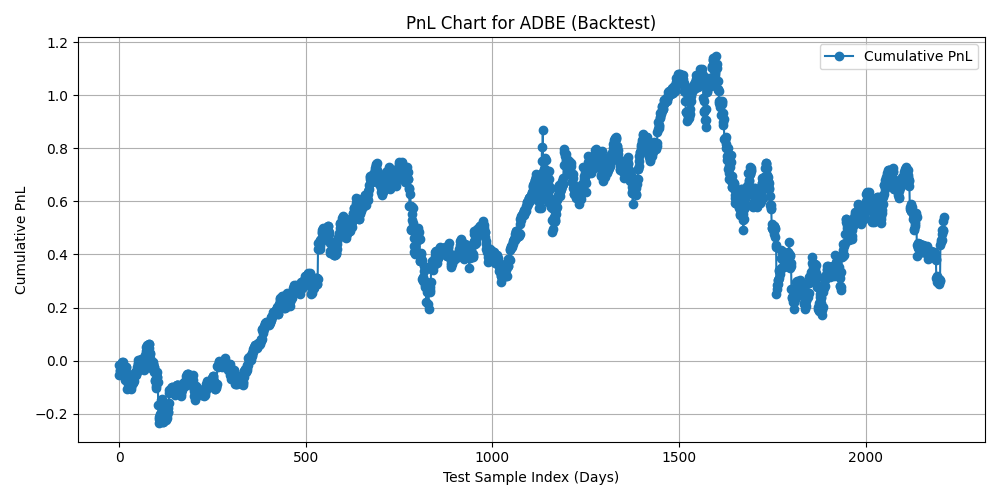 PnL Chart for ADBE (Backtest)
Cumulative PnL
1.2
1.0
0.8
0.6
0.4
0.2
0.0
−0.2
Cumulative PnL
0 500 1000 1500 2000
Test Sample Index (Days)